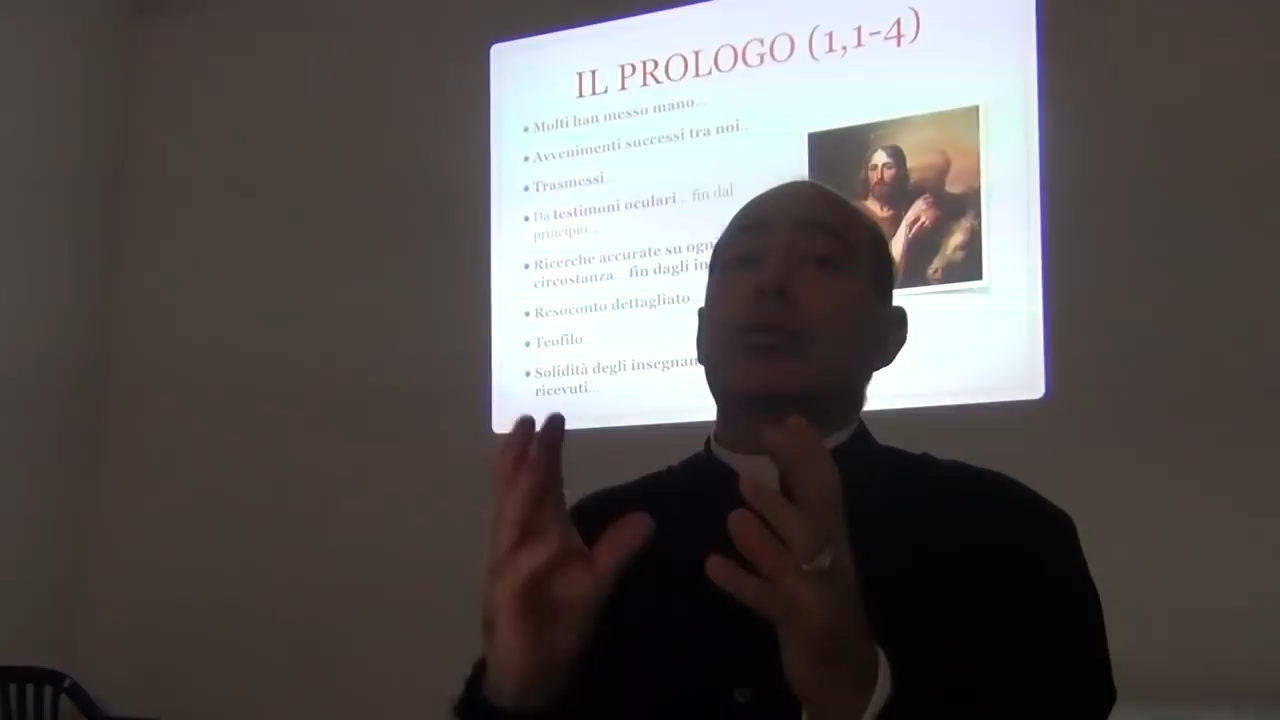 IL PROLOGO (1,1-4)
• Molti han messo mano...
• Avvenimenti successi tra noi...
• Trasmessi...
• Da testimoni oculari... fin dal
principio...
• Ricerche accurate su ogni
circostanza... fin dagli
• Resoconto dettagliato...
• Teofilo...
• Solidità degli
ricevuti...